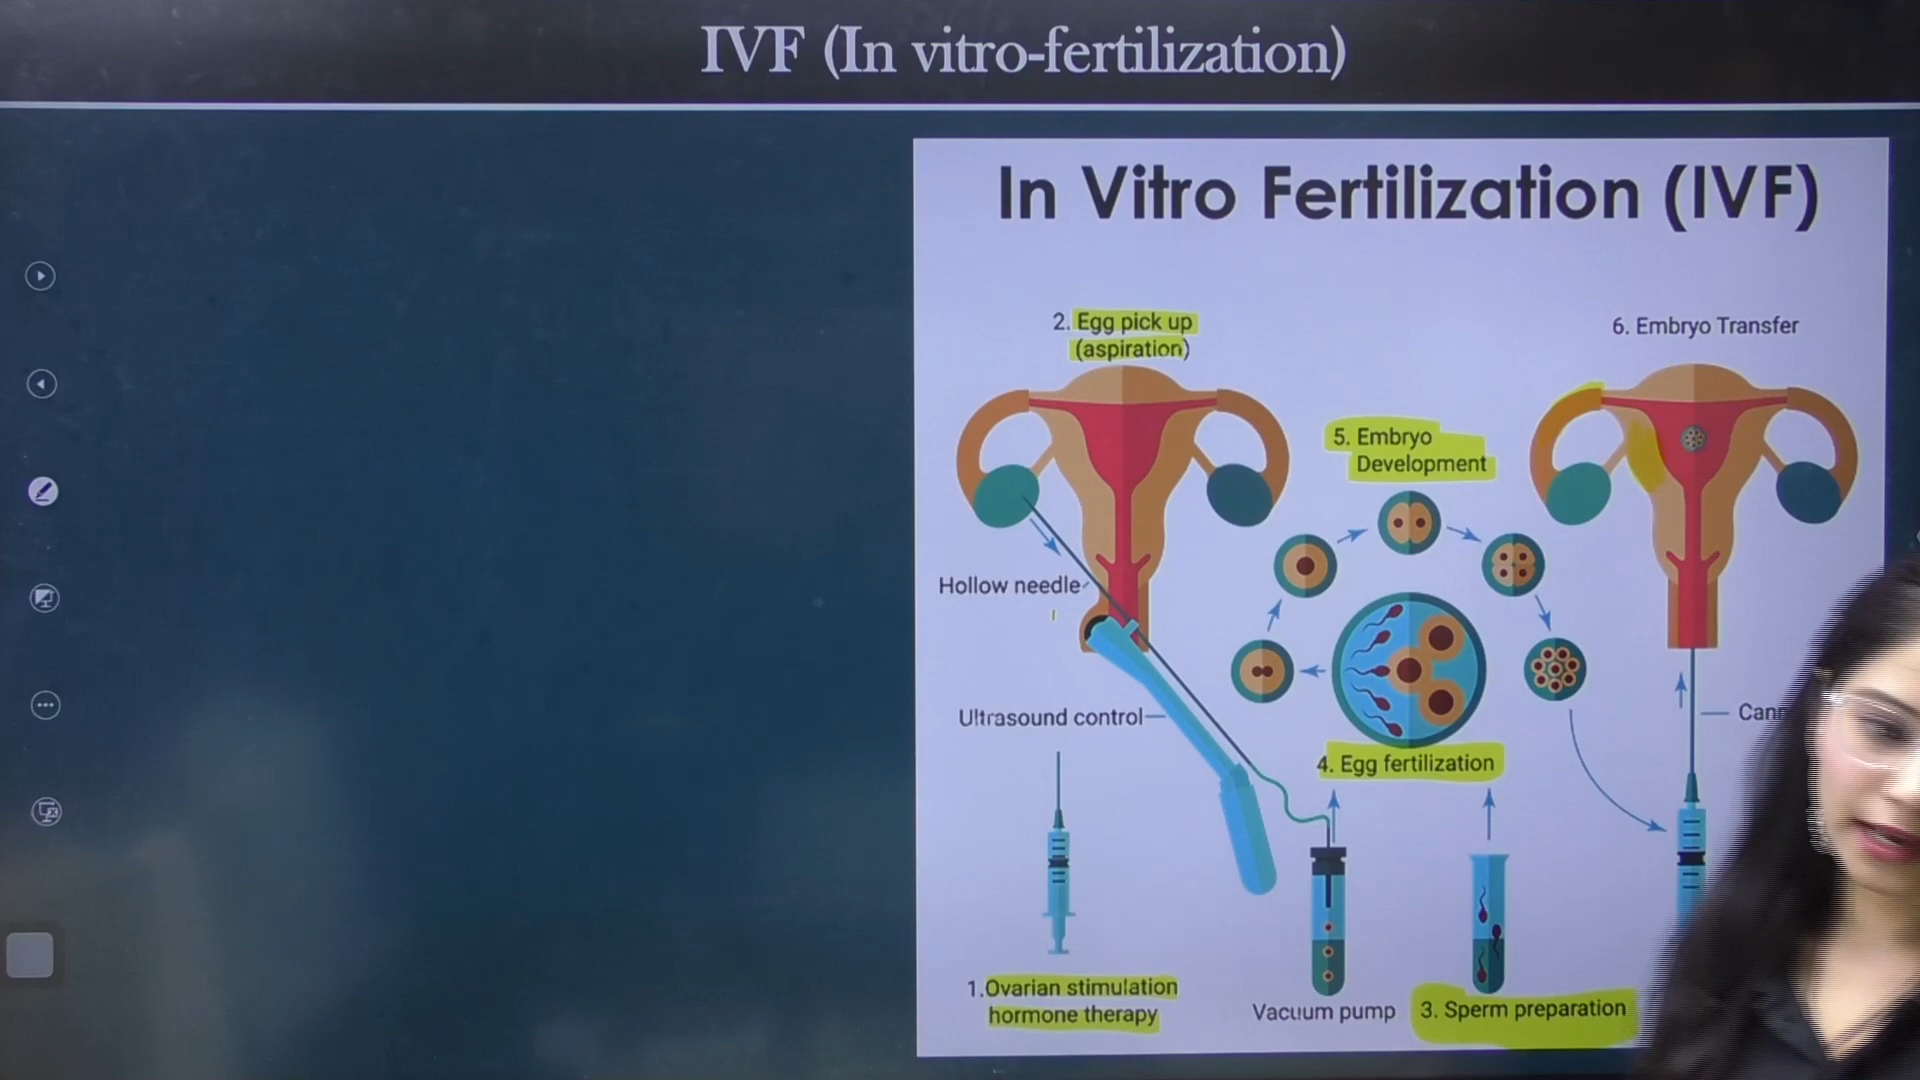 IVF (In vitro-fertilization)
In Vitro Fertilization (IVF)
2. Egg pick up
(aspiration)
6. Embryo Transfer
5. Embryo
Development
Hollow needle
Ultrasound control
4. Egg fertilization
1.Ovarian stimulation
hormone therapy
Vacuum pump
3. Sperm preparation